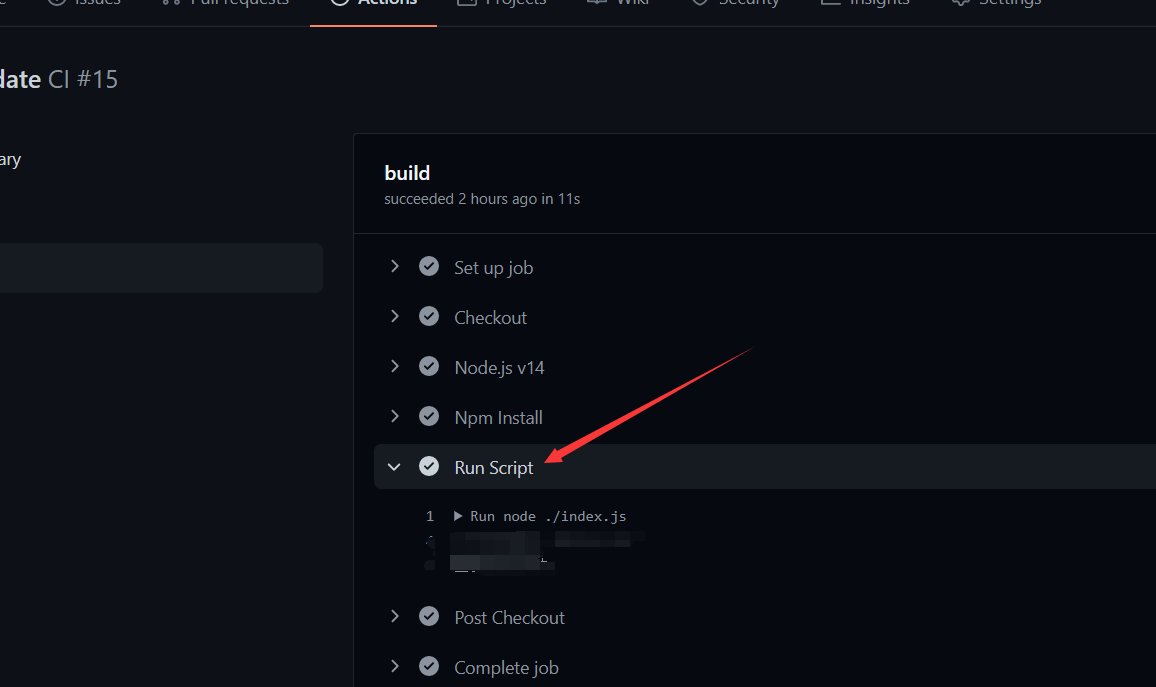 Issues Pull requests Actions Projects Wiki Security Insights Settings
date CI #15
ary
build
succeeded 2 hours ago in 11s
Set up job
Checkout
Node.js v14
Npm Install
Run Script
1 Run node ./index.js
Post Checkout
Complete job